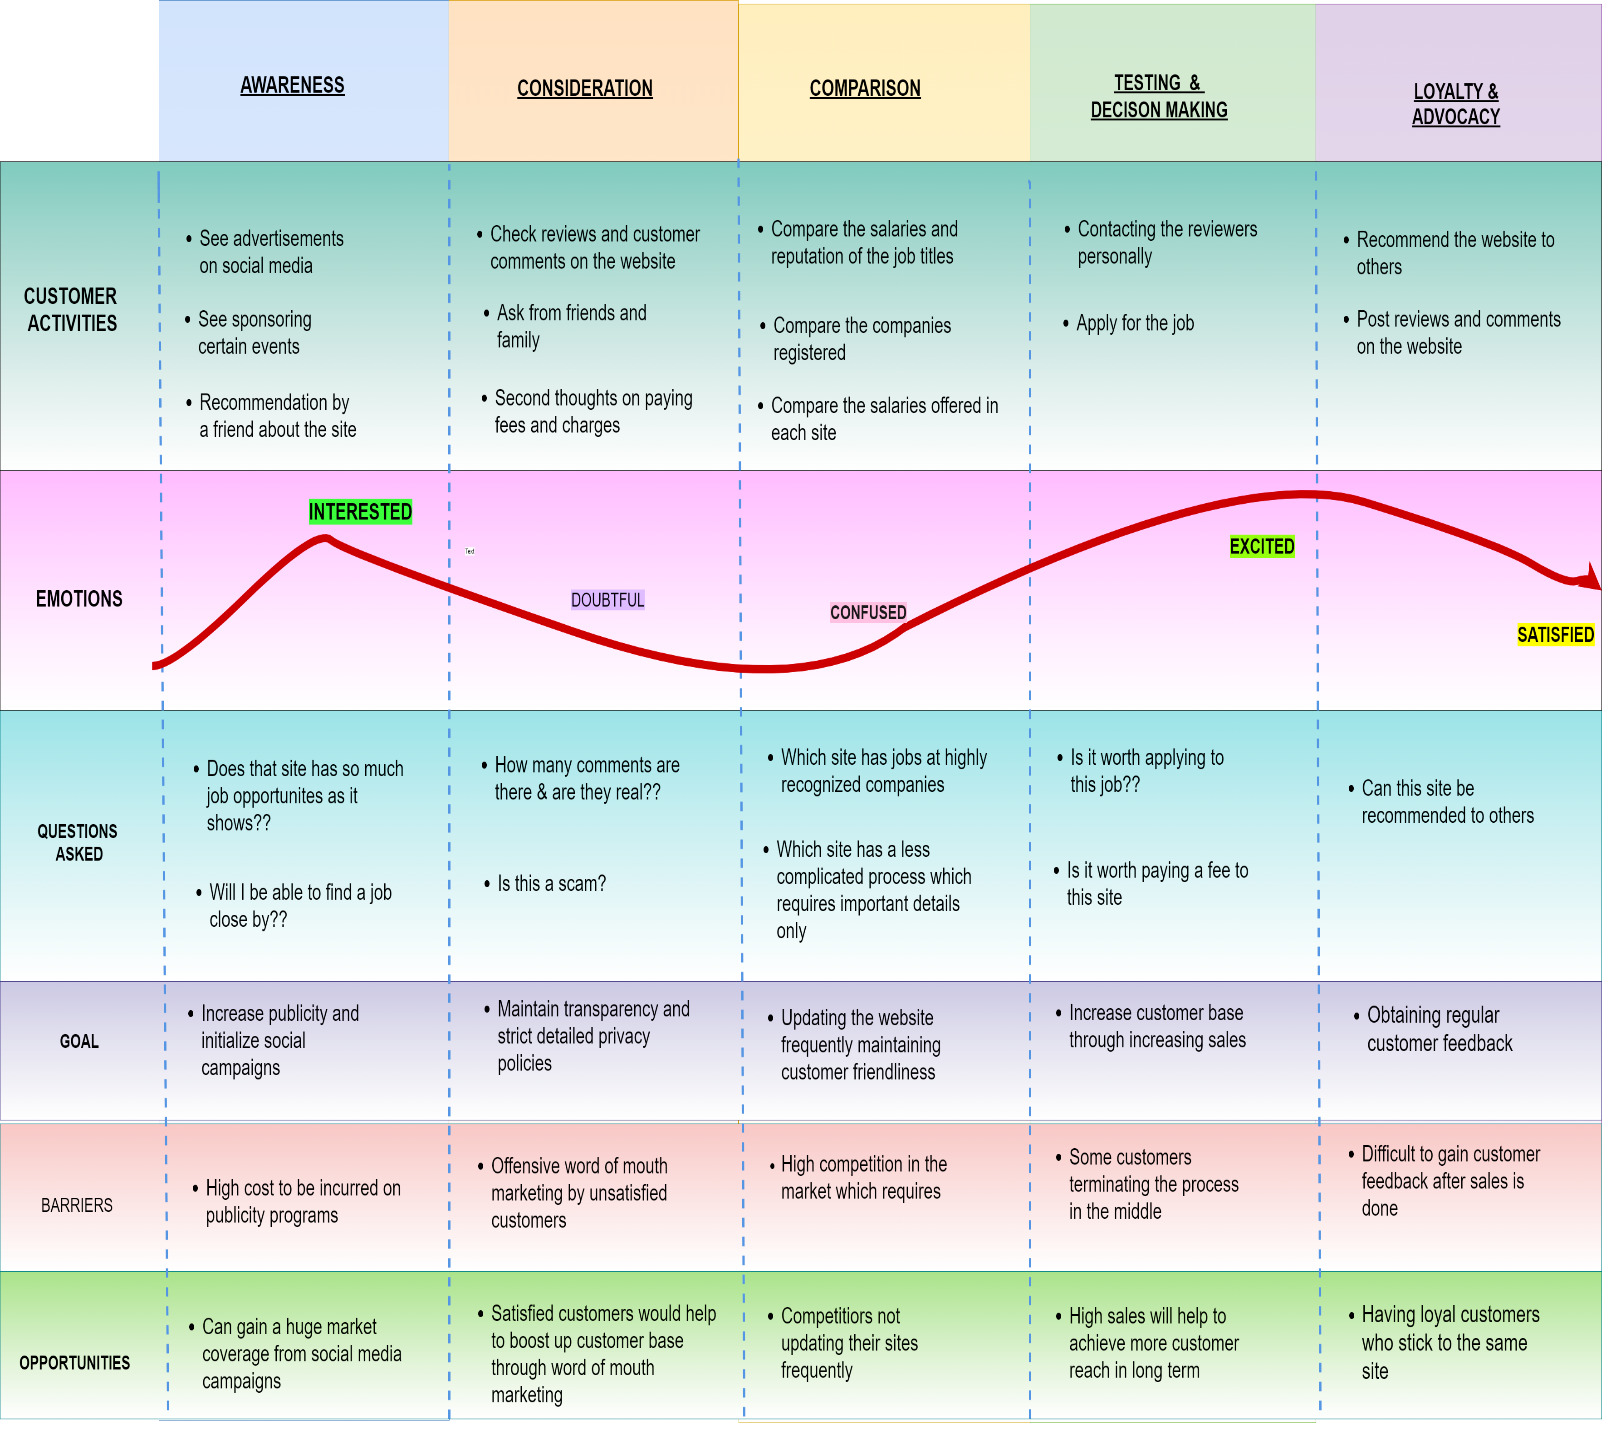 AWARENESS
CONSIDERATION
COMPARISON
TESTING  &
DECISON MAKING
LOYALTY &
ADVOCACY
CUSTOMER
ACTIVITIES
• See advertisements
on social media
• See sponsoring
certain events
• Recommendation by
a friend about the site
• Check reviews and customer
comments on the website
• Ask from friends and
family
• Second thoughts on paying
fees and charges
• Compare the salaries and
reputation of the job titles
• Compare the companies
registered
• Compare the salaries offered in
each site
• Contacting the reviewers
personally
• Apply for the job
• Recommend the website to
others
• Post reviews and comments
on the website
EMOTIONS
INTERESTED
Text
DOUBTFUL
CONFUSED
EXCITED
SATISFIED
QUESTIONS
ASKED
• Does that site has so much
job opportunites as it
shows??
• Will I be able to find a job
close by??
• How many comments are
there & are they real??
• Is this a scam?
• Which site has jobs at highly
recognized companies
• Which site has a less
complicated process which
requires important details
only
• Is it worth applying to
this job??
• Is it worth paying a fee to
this site
• Can this site be
recommended to others
GOAL
• Increase publicity and
initialize social
campaigns
• Maintain transparency and
strict detailed privacy
policies
• Updating the website
frequently maintaining
customer friendliness
• Increase customer base
through increasing sales
• Obtaining regular
customer feedback
BARRIERS
• High cost to be incurred on
publicity programs
• Offensive word of mouth
marketing by unsatisfied
customers
• High competition in the
market which requires
• Some customers
terminating the process
in the middle
• Difficult to gain customer
feedback after sales is
done
OPPORTUNITIES
• Can gain a huge market
coverage from social media
campaigns
• Satisfied customers would help
to boost up customer base
through word of mouth
marketing
• Competitiors not
updating their sites
frequently
• High sales will help to
achieve more customer
reach in long term
• Having loyal customers
who stick to the same
site